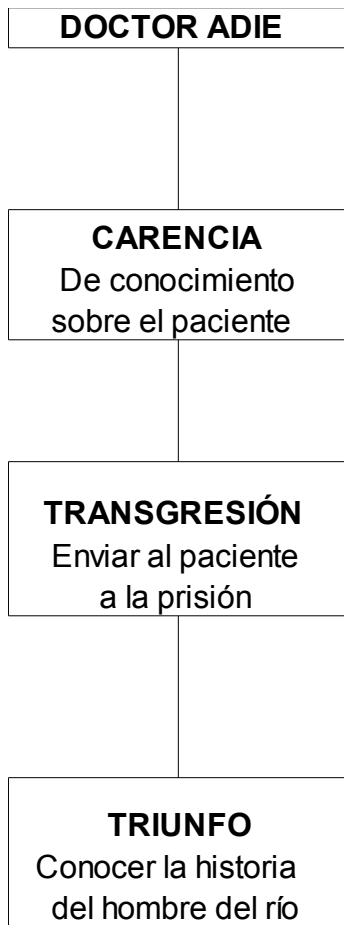 DOCTOR ADIE
CARENCIA
De conocimiento
sobre el paciente
TRANSGRESIÓN
Enviar al paciente
a la prisión
TRIUNFO
Conocer la historia
del hombre del río